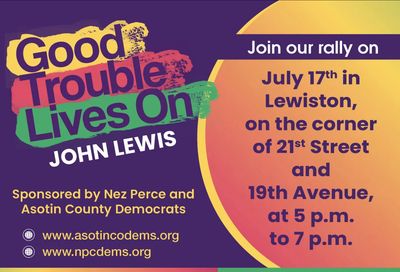 Good
Trouble
Lives On
JOHN LEWIS
Sponsored by Nez Perce and
Asotin County Democrats
www.asotincodems.org
www.npcdems.org
Join our rally on
July 17th in
Lewiston,
on the corner
of 21st Street
and
19th Avenue,
at 5 p.m.
to 7 p.m.